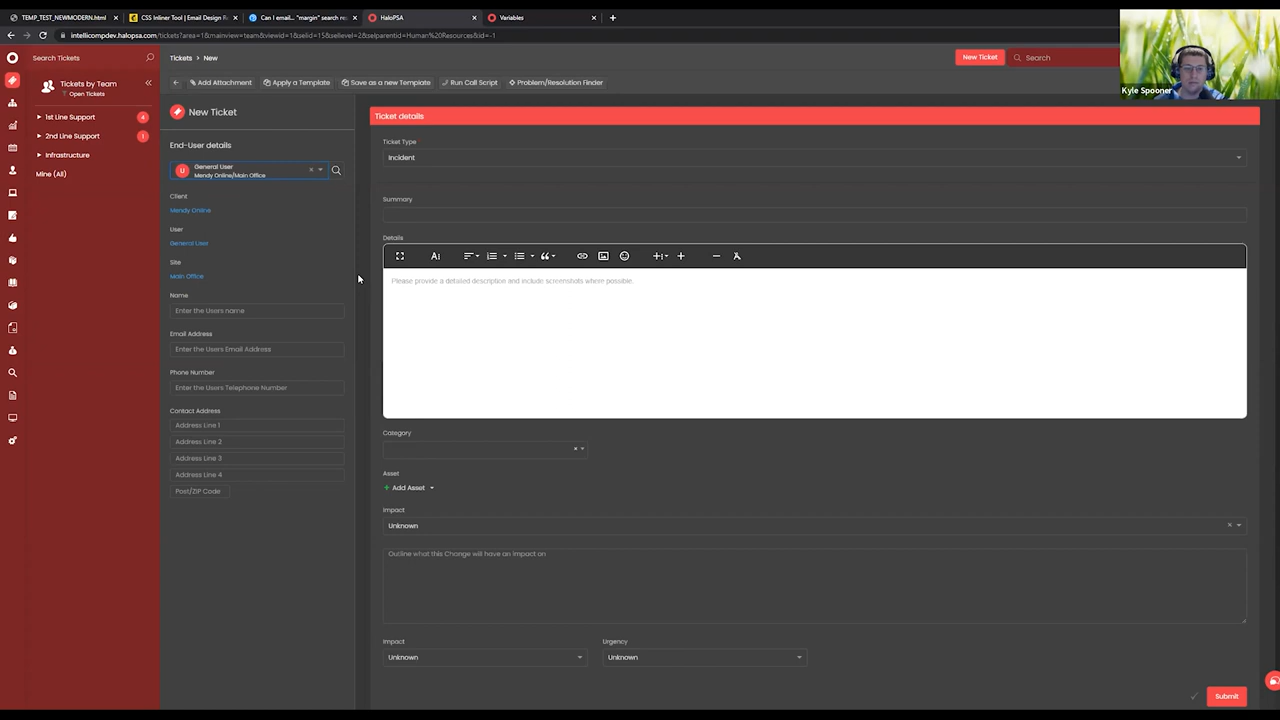 TEMP_TEST_NEWMODERN.html
CSS Inliner Tool | Email Design R
Can I email... "margin" search re
HaloPSA
Variables
intellicompdev.halopsa.com/tickets?area=1&mainview=team&viewid=1&selid=15&sellevel=2&selparentid=Human%20Resources&id=-1
Kyle Spooner
Search Tickets
Tickets > New
New Ticket
Search
Tickets by Team
Open Tickets
Add Attachment
Apply a Template
Save as a new Template
Run Call Script
Problem/Resolution Finder
1st Line Support 4
2nd Line Support 1
Infrastructure
Mine (All)
New Ticket
End-User details
U
General User
Mendy Online/Main Office
Client
Mendy Online
User
General User
Site
Main Office
Name
Enter the Users name
Email Address
Enter the Users Email Address
Phone Number
Enter the Users Telephone Number
Contact Address
Address Line 1
Address Line 2
Address Line 3
Address Line 4
Post/ZIP Code
Ticket details
Ticket Type *
Incident
Summary
Details
Please provide a detailed description and include screenshots where possible.
Category
Asset
+ Add Asset
Impact
Unknown
Outline what this Change will have an impact on
Impact
Urgency
Unknown
Unknown
Submit